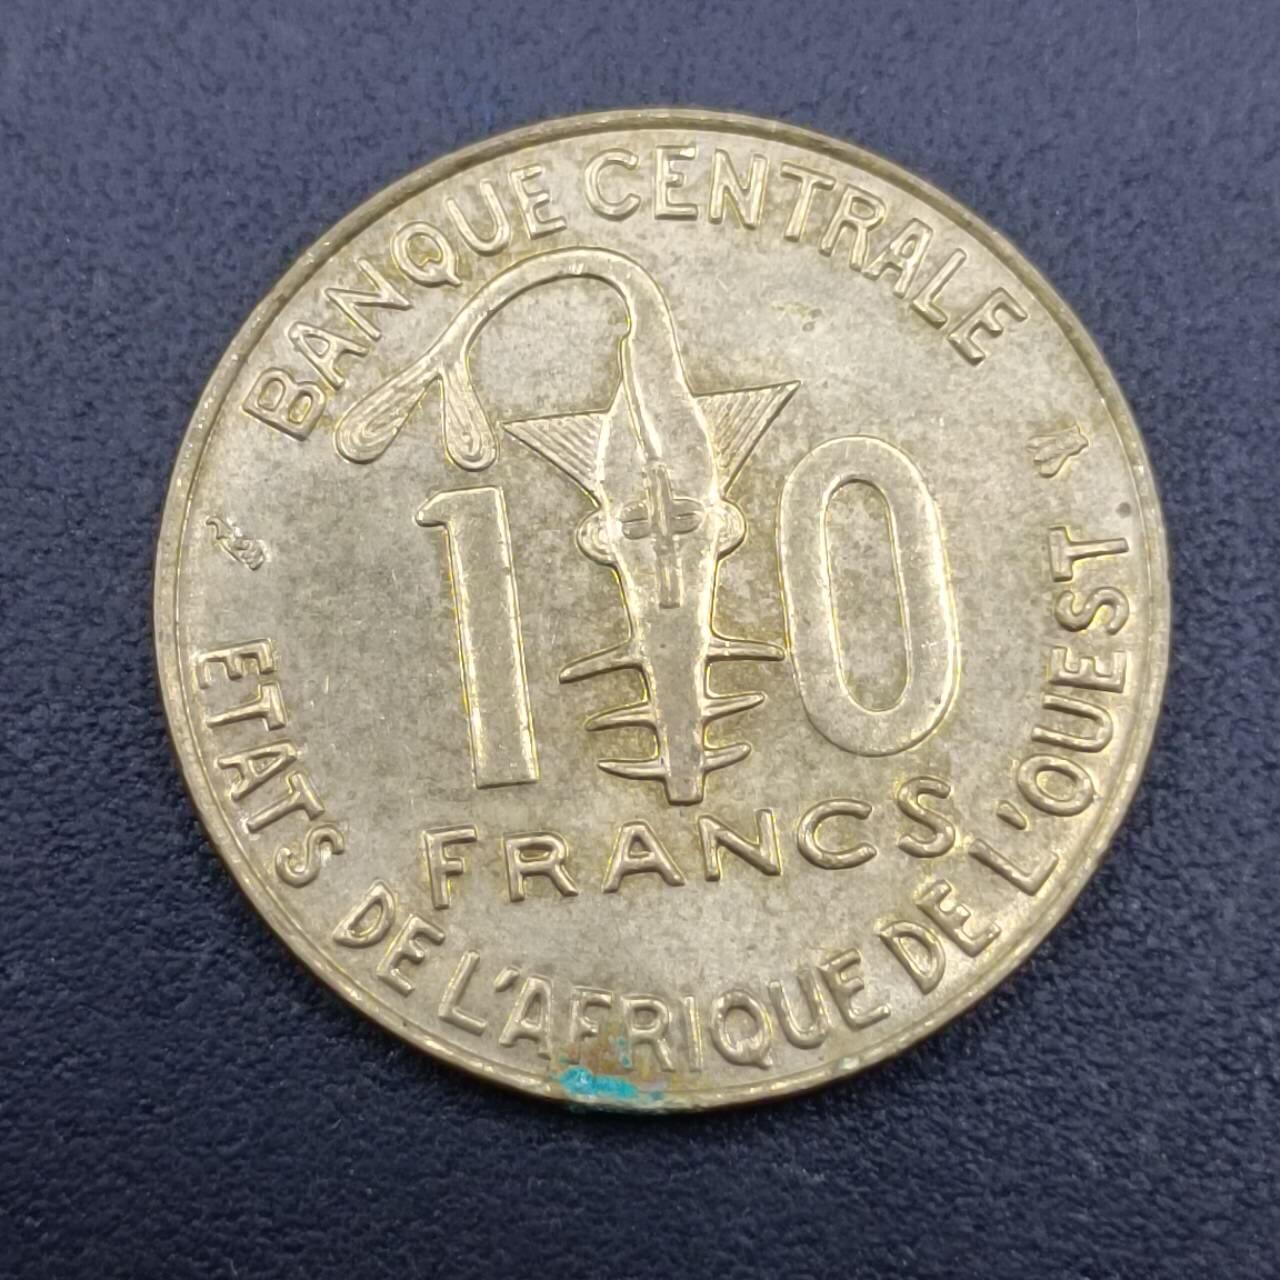 BANQUE CENTRALE
10
FRANCS
ETATS DE L'AFRIQUE DE L'OUEST